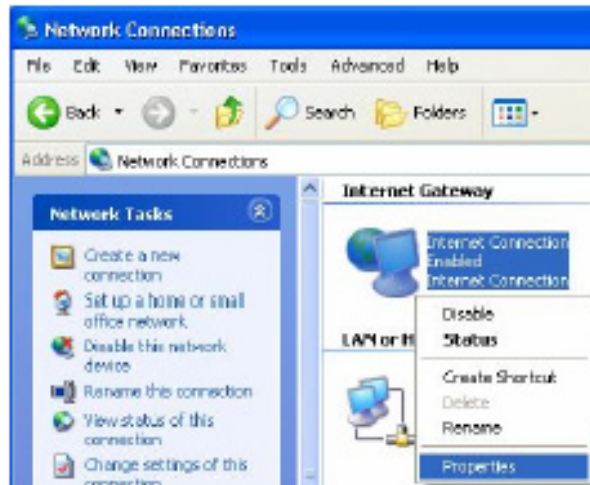 Network Connections
File Edit View Favorites Tools Advanced Help
Back Search Folders
Address Network Connections
Network Tasks
Create a new
connection
Set up a home or small
office network
Disable this network
device
Rename this connection
View status of this
connection
Change settings of this
connection
Internet Gateway
Internet Connection
Enabled
Internet Connection
LAN or H
Disable
Status
Create Shortcut
Delete
Rename
Properties